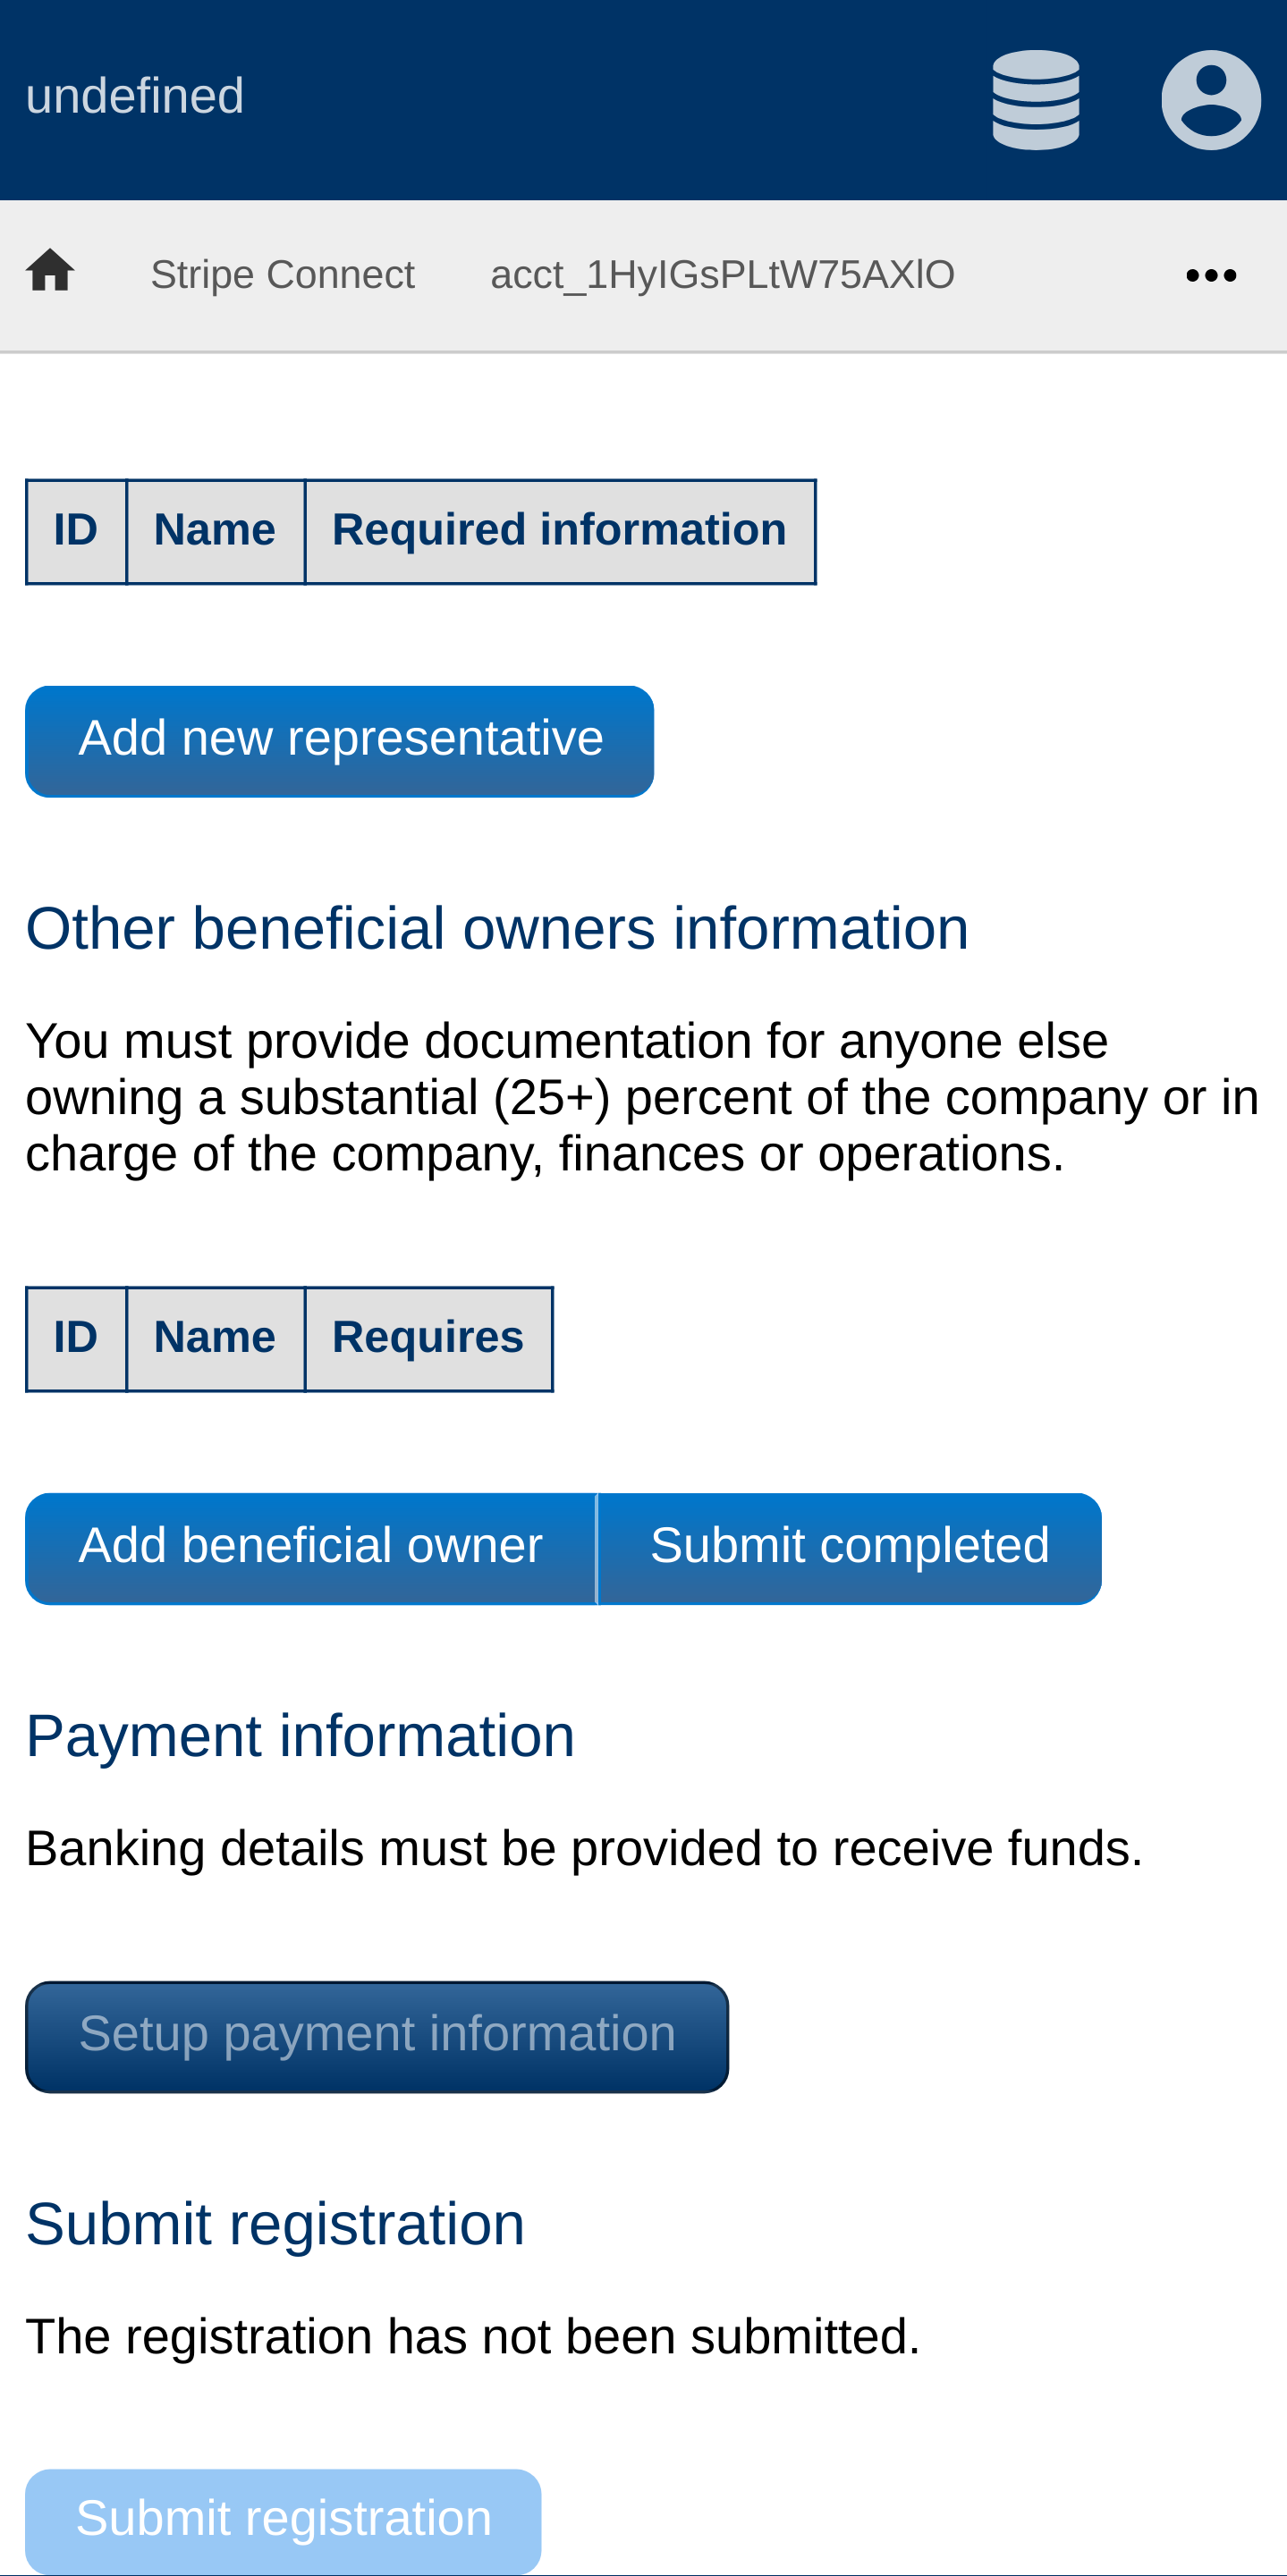 undefined
Stripe Connect acct_1HyIGsPLtW75AXlO
ID Name Required information
Add new representative
Other beneficial owners information
You must provide documentation for anyone else
owning a substantial (25+) percent of the company or in
charge of the company, finances or operations.
ID Name Requires
Add beneficial owner Submit completed
Payment information
Banking details must be provided to receive funds.
Setup payment information
Submit registration
The registration has not been submitted.
Submit registration